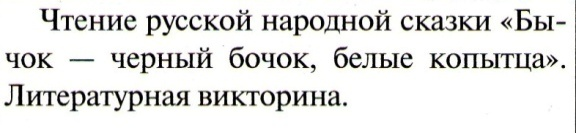 Чтение русской народной сказки «Бы-
чок — черный бочок, белые копытца».
Литературная викторина.